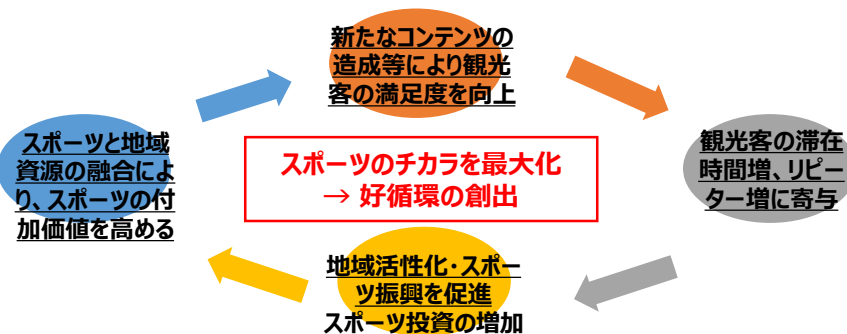 新たなコンテンツの
造成等により観光
客の満足度を向上
スポーツと地域
資源の融合によ
り、スポーツの付
加価値を高める
スポーツのチカラを最大化
→ 好循環の創出
観光客の滞在
時間増、リピー
ター増に寄与
地域活性化・スポー
ツ振興を促進
スポーツ投資の増加